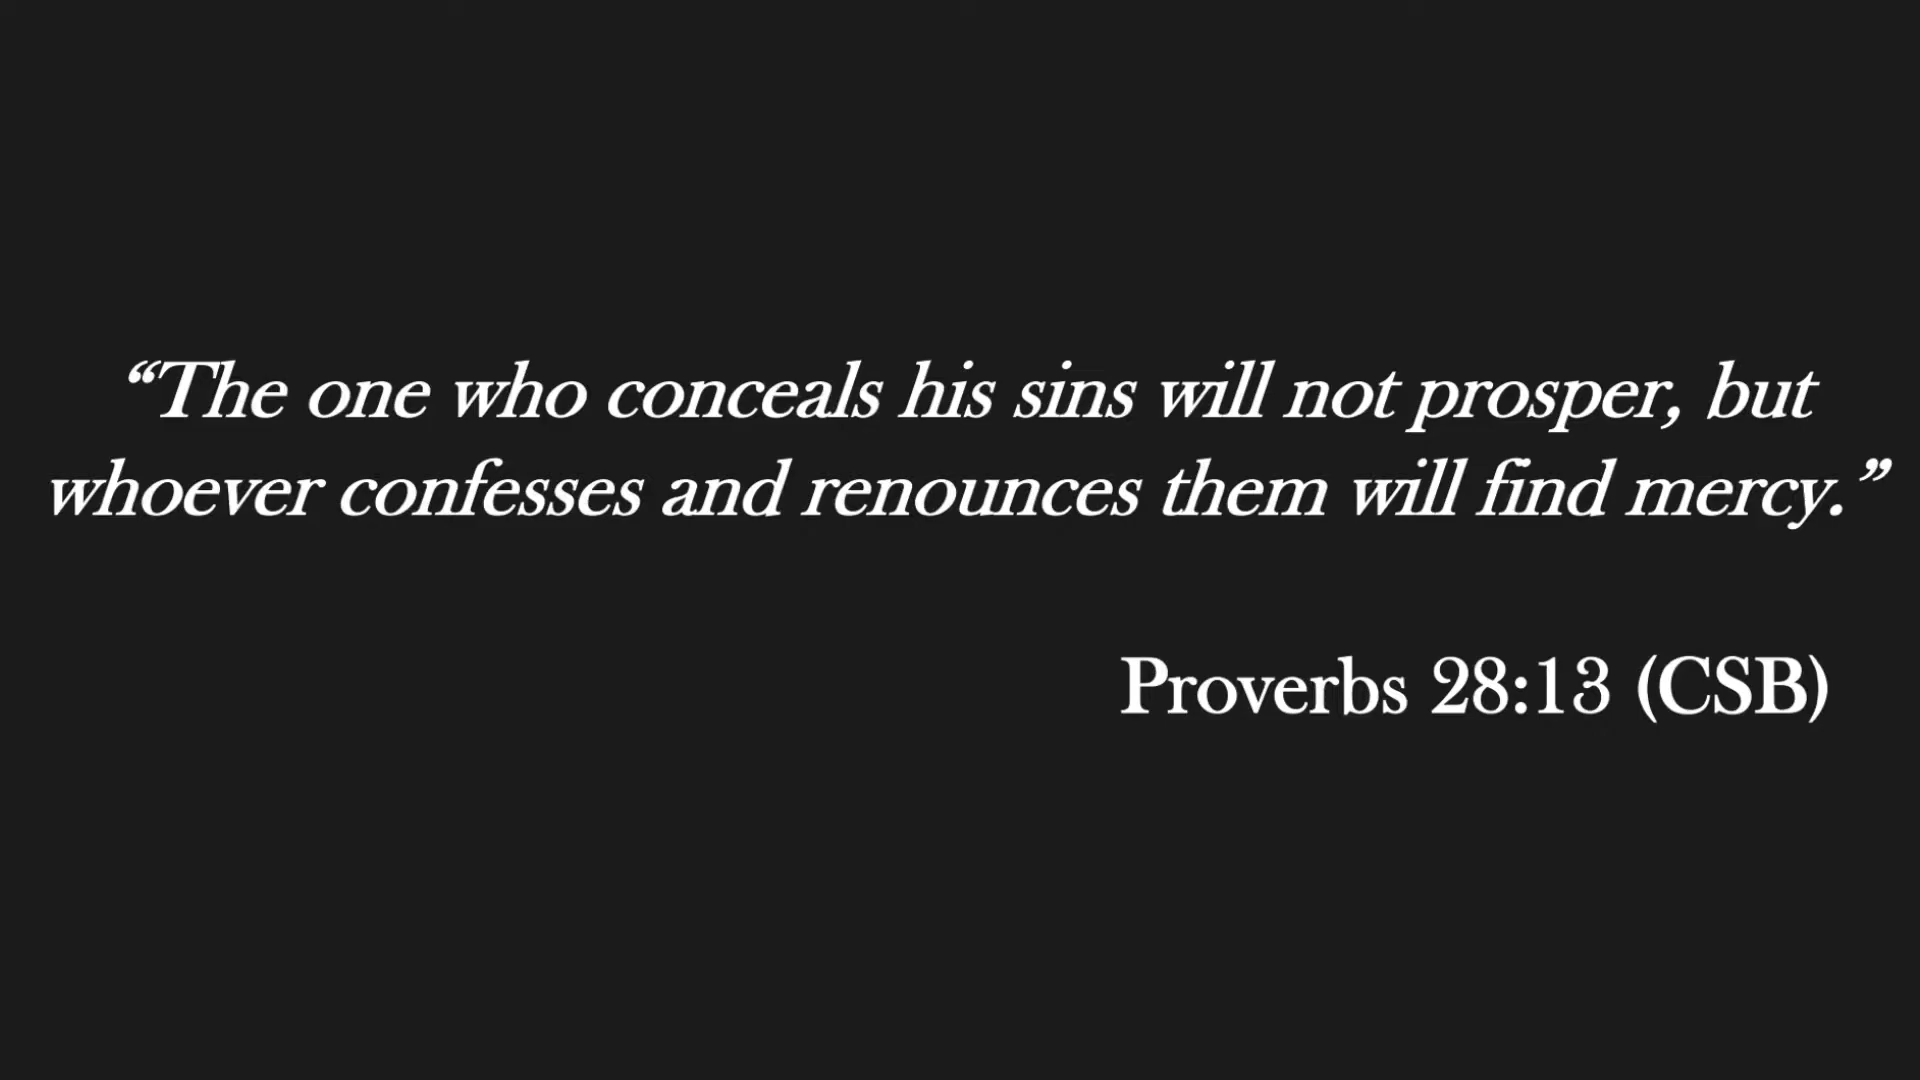 “The one who conceals his sins will not prosper, but
whoever confesses and renounces them will find mercy.”
Proverbs 28:13 (CSB)